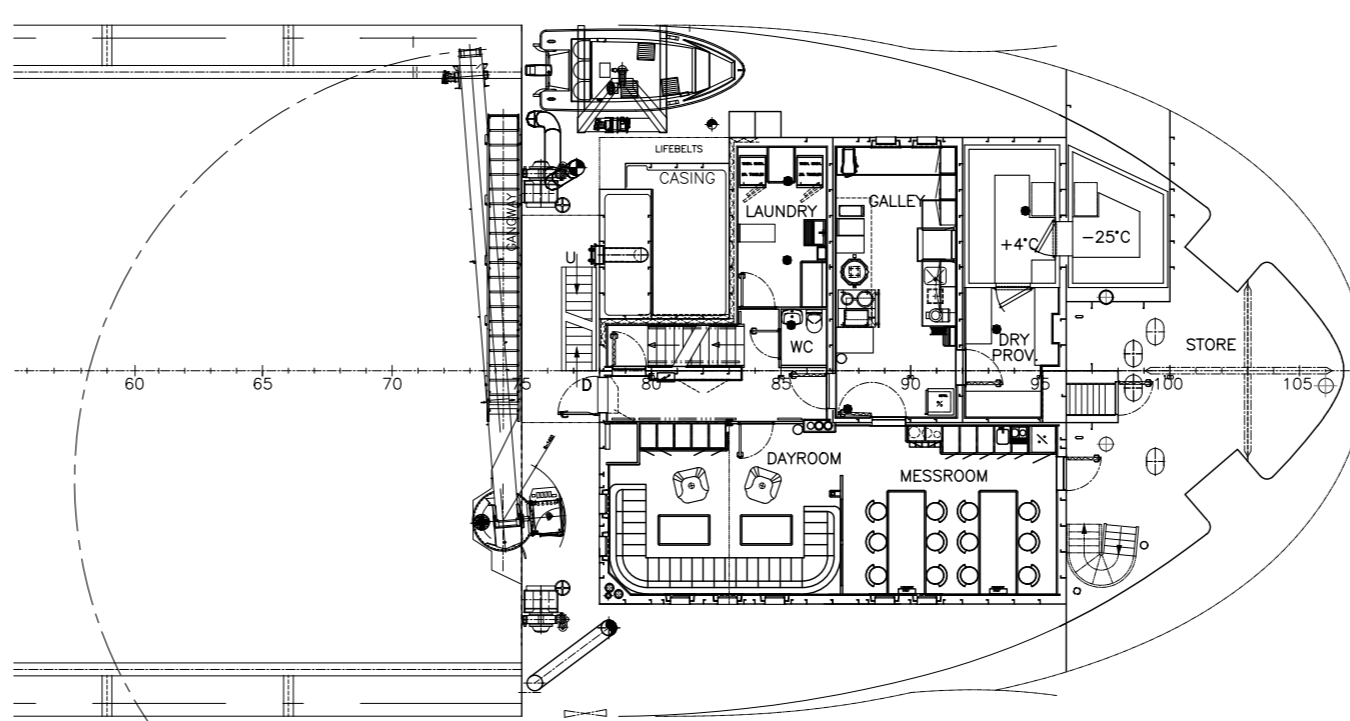 LIFEBELTS
CASING
LAUNDRY
GALLEY
GANGWAY
+4°C
-25°C
U
WC
DRY
PROV.
STORE
60
65
70
75
D
80
85
90
95
100
105
DAYROOM
MESSROOM